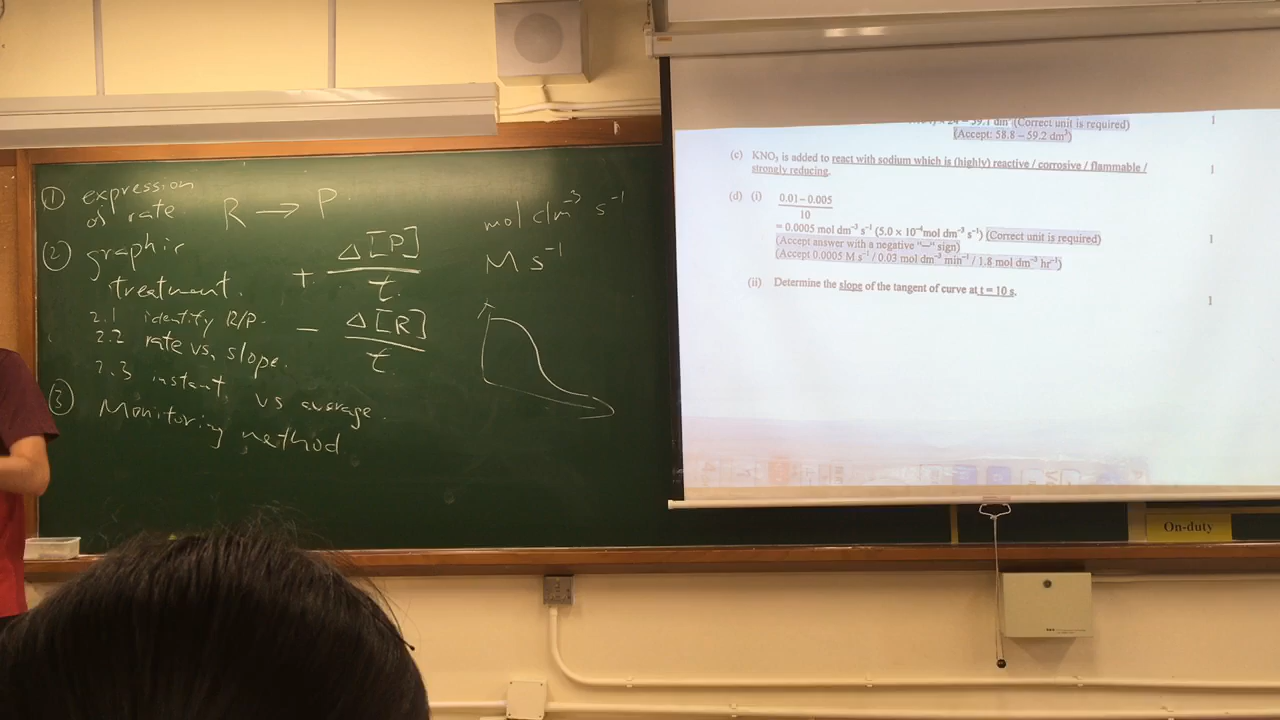 ① expression
of rate
R → P
② graphic
treatment.
2.1 identify R/P.
2.2 rate vs. slope.
2.3 instant. vs average.
③ Monitoring method
+ Δ[P]
t.
− Δ[R]
t.
mol dm⁻³ s⁻¹
M s⁻¹
(Correct unit is required)
1
(Accept: 58.8 – 59.2 dm³)
(c) KNO₃ is added to react with sodium which is (highly) reactive / corrosive / flammable /
strongly reducing.
1
(d) (i) 0.01 – 0.005
10
= 0.0005 mol dm⁻³ s⁻¹ (5.0 × 10⁻⁴mol dm⁻³ s⁻¹) (Correct unit is required)
1
(Accept answer with a negative "–" sign)
(Accept 0.0005 M s⁻¹ / 0.03 mol dm⁻³ min⁻¹ / 1.8 mol dm⁻³ hr⁻¹)
(ii) Determine the slope of the tangent of curve at t = 10 s.
1
On-duty